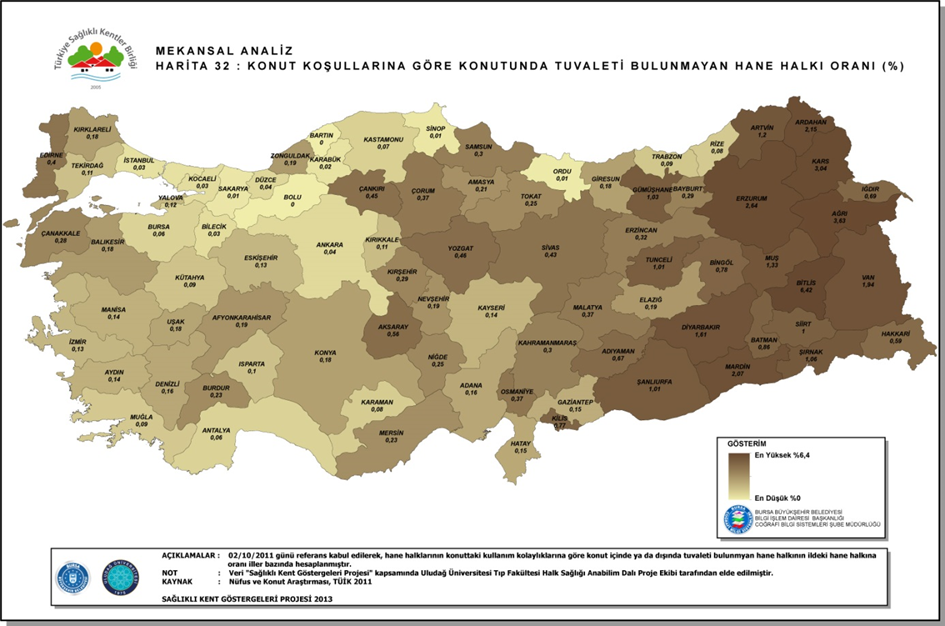 Türkiye Sağlıklı Kentler Birliği
2005
MEKANSAL ANALİZ
HARİTA 32 : KONUT KOŞULLARINA GÖRE KONUTUNDA TUVALETİ BULUNMAYAN HANE HALKI ORANI (%)
KIRKLARELİ
0,18
EDİRNE
0,4
TEKİRDAĞ
0,11
İSTANBUL
0,03
KOCAELİ
0,03
YALOVA
0,12
SAKARYA
0,01
DÜZCE
0,04
ZONGULDAK
0,19
BARTIN
0
KARABÜK
0,02
BOLU
0
KASTAMONU
0,07
SİNOP
0,01
SAMSUN
0,3
ÇANKIRI
0,45
ÇORUM
0,37
AMASYA
0,21
TOKAT
0,25
ORDU
0,01
GİRESUN
0,18
TRABZON
0,09
RİZE
0,08
ARTVİN
1,2
ARDAHAN
2,15
KARS
3,04
IĞDIR
0,69
AĞRI
3,63
ERZURUM
2,64
GÜMÜŞHANE
1,03
BAYBURT
0,29
ERZİNCAN
0,32
TUNCELİ
1,01
BİNGÖL
0,78
MUŞ
1,33
BİTLİS
6,42
VAN
1,94
HAKKARİ
0,59
ŞIRNAK
1,06
SİİRT
1
BATMAN
0,86
DİYARBAKIR
1,61
MARDİN
2,07
ŞANLIURFA
1,01
ELAZIĞ
0,19
MALATYA
0,37
ADIYAMAN
0,67
KAHRAMANMARAŞ
0,3
GAZİANTEP
0,15
KİLİS
0,77
OSMANİYE
0,37
HATAY
0,15
ADANA
0,16
SİVAS
0,43
YOZGAT
0,46
KAYSERİ
0,14
KIRIKKALE
0,11
KIRŞEHİR
0,29
NEVŞEHİR
0,19
AKSARAY
0,56
NİĞDE
0,25
ANKARA
0,04
KONYA
0,18
KARAMAN
0,08
MERSİN
0,23
ÇANAKKALE
0,28
BALIKESİR
0,18
BURSA
0,06
BİLECİK
0,03
ESKİŞEHİR
0,13
KÜTAHYA
0,09
MANİSA
0,14
UŞAK
0,10
AFYONKARAHİSAR
0,19
İZMİR
0,13
AYDIN
0,14
DENİZLİ
0,16
BURDUR
0,23
ISPARTA
0,1
MUĞLA
0,09
ANTALYA
0,06
GÖSTERİM
En Yüksek %6,4
En Düşük %0
BURSA BÜYÜKŞEHİR BELEDİYESİ
BİLGİ İŞLEM DAİRESİ BAŞKANLIĞI
COĞRAFİ BİLGİ SİSTEMLERİ ŞUBE MÜDÜRLÜĞÜ
AÇIKLAMALAR : 02/10/2011 günü referans kabul edilerek, hane halklarının konuttaki kullanım kolaylıklarına göre konut içinde ya da dışında tuvaleti bulunmyan hane halkının ildeki hane halkına
oranı iller bazında hesaplanmıştır.
NOT : Veri "Sağlıklı Kent Göstergeleri Projesi" kapsamında Uludağ Üniversitesi Tıp Fakültesi Halk Sağlığı Anabilim Dalı Proje Ekibi tarafından elde edilmiştir.
KAYNAK : Nüfus ve Konut Araştırması, TÜİK 2011
SAĞLIKLI KENT GÖSTERGELERİ PROJESİ 2013